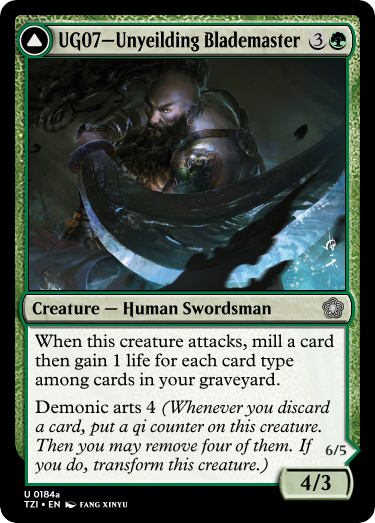 UG07—Unyeilding Blademaster 3
Creature — Human Swordsman
When this creature attacks, mill a card
then gain 1 life for each card type
among cards in your graveyard.
Demonic arts 4 (Whenever you discard
a card, put a qi counter on this creature.
Then you may remove four of them. If
you do, transform this creature.)
6/5
4/3
U 0184a
TZI • EN FANG XINYU